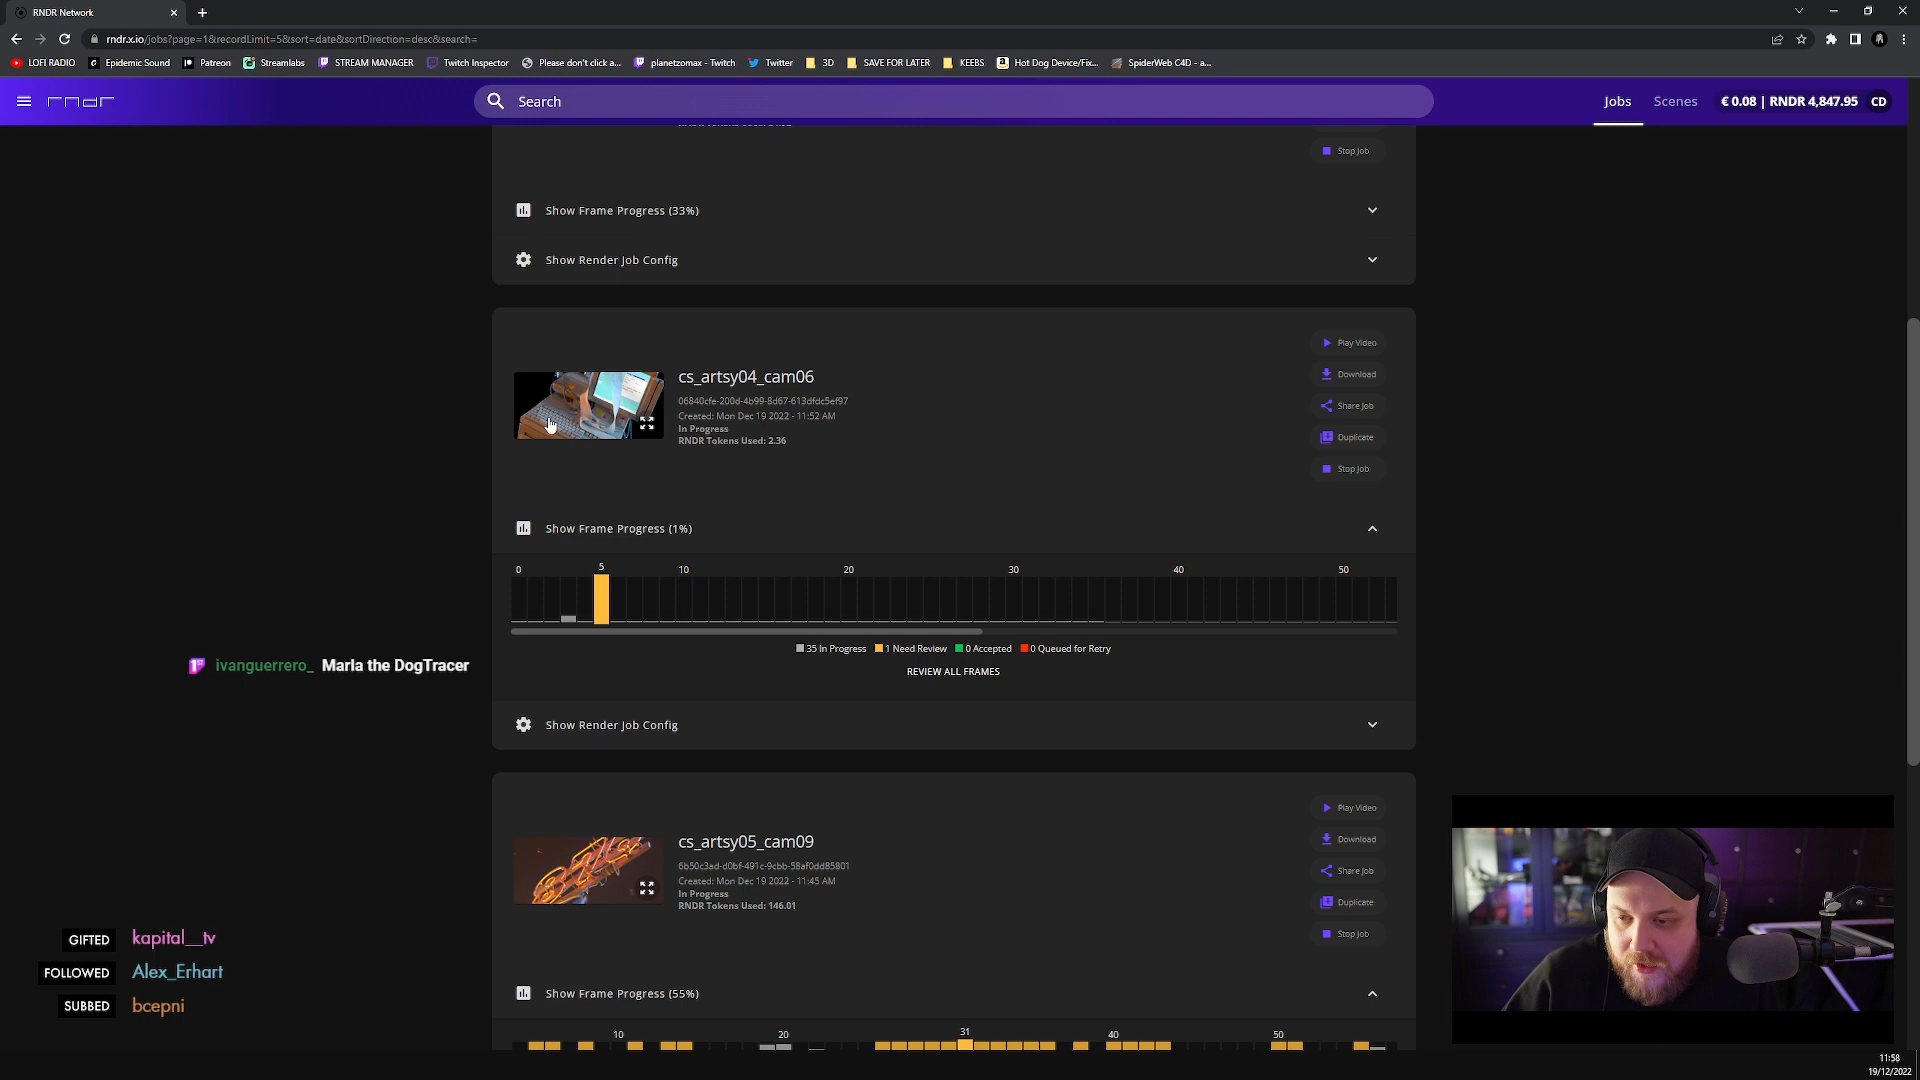 RNDR Network
rndr.x.io/jobs?page=1&recordLimit=5&sort=date&sortDirection=desc&search=
LOFI RADIO
Epidemic Sound
Patreon
Streamlabs
STREAM MANAGER
Twitch Inspector
Please don't click a...
planetzomax - Twitch
Twitter
3D
SAVE FOR LATER
KEEBS
Hot Dog Device/Fix...
SpiderWeb C4D - a...
rndr
Search
Jobs
Scenes
€ 0.08 | RNDR 4,847.95
CD
Stop Job
Show Frame Progress (33%)
Show Render Job Config
cs_artsy04_cam06
06840cfe-200d-4b99-8d67-613dfdc5ef97
Created: Mon Dec 19 2022 - 11:52 AM
In Progress
RNDR Tokens Used: 2.36
Play Video
Download
Share Job
Duplicate
Stop Job
Show Frame Progress (1%)
0 5 10 20 30 40 50
35 In Progress 1 Need Review 0 Accepted 0 Queued for Retry
REVIEW ALL FRAMES
1ST ivanguerrero_ Marla the DogTracer
Show Render Job Config
cs_artsy05_cam09
6b50c3ad-d0bf-491c-9cbb-58af0dd85801
Created: Mon Dec 19 2022 - 11:45 AM
In Progress
RNDR Tokens Used: 146.01
Play Video
Download
Share Job
Duplicate
Stop Job
Show Frame Progress (55%)
10 20 31 40 50
GIFTED kapital__tv
FOLLOWED Alex_Erhart
SUBBED bcepni
11:58
19/12/2022